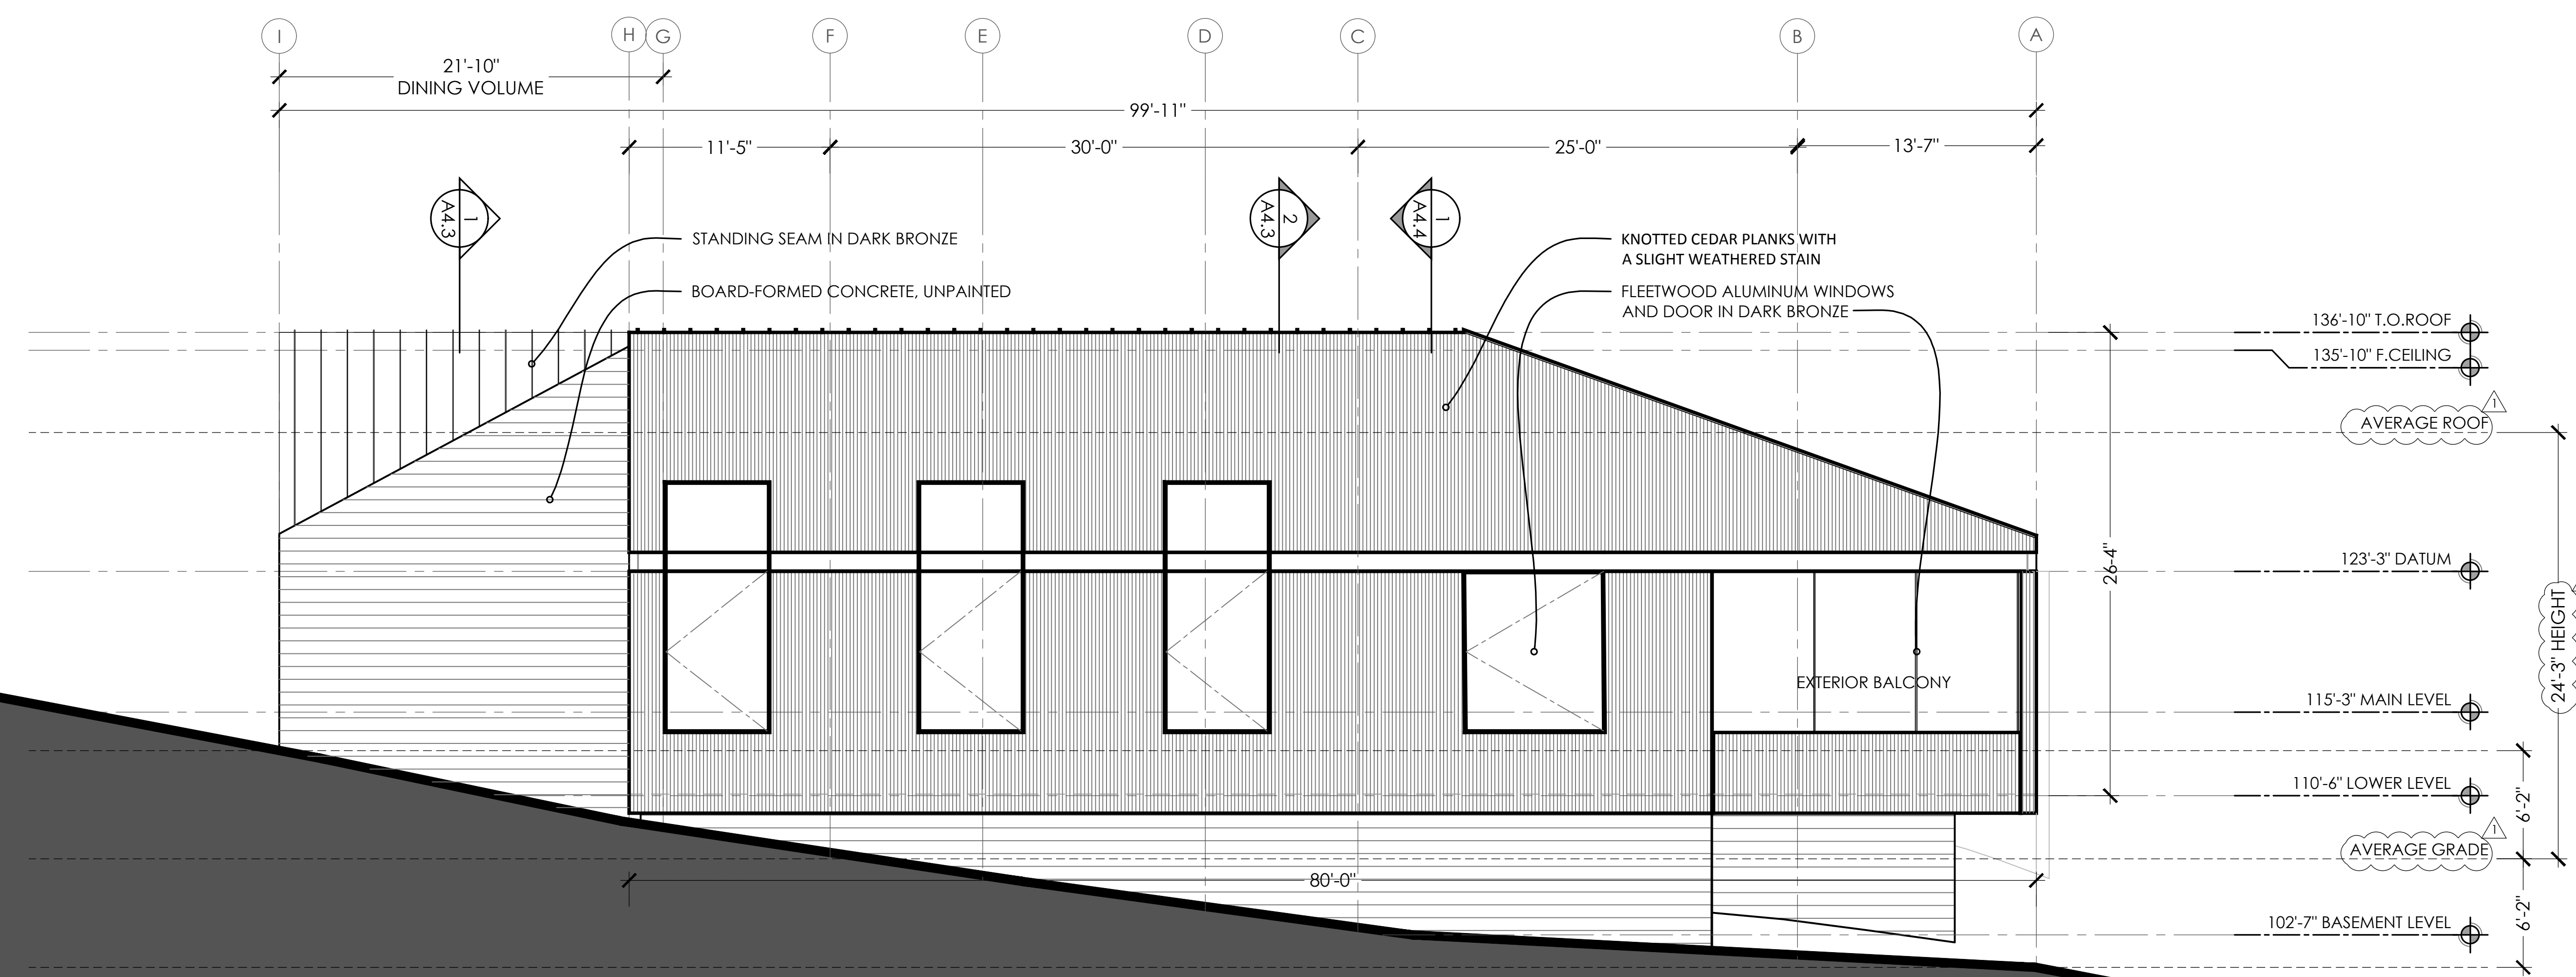 I
H
G
F
E
D
C
B
A
21'-10"
DINING VOLUME
99'-11"
11'-5"
30'-0"
25'-0"
13'-7"
1
A4.3
2
A4.3
1
A4.4
STANDING SEAM IN DARK BRONZE
BOARD-FORMED CONCRETE, UNPAINTED
KNOTTED CEDAR PLANKS WITH
A SLIGHT WEATHERED STAIN
FLEETWOOD ALUMINUM WINDOWS
AND DOOR IN DARK BRONZE
136'-10" T.O.ROOF
135'-10" F.CEILING
1
AVERAGE ROOF
123'-3" DATUM
26'-4"
24'-3" HEIGHT
EXTERIOR BALCONY
115'-3" MAIN LEVEL
110'-6" LOWER LEVEL
6'-2"
1
AVERAGE GRADE
80'-0"
102'-7" BASEMENT LEVEL
6'-2"